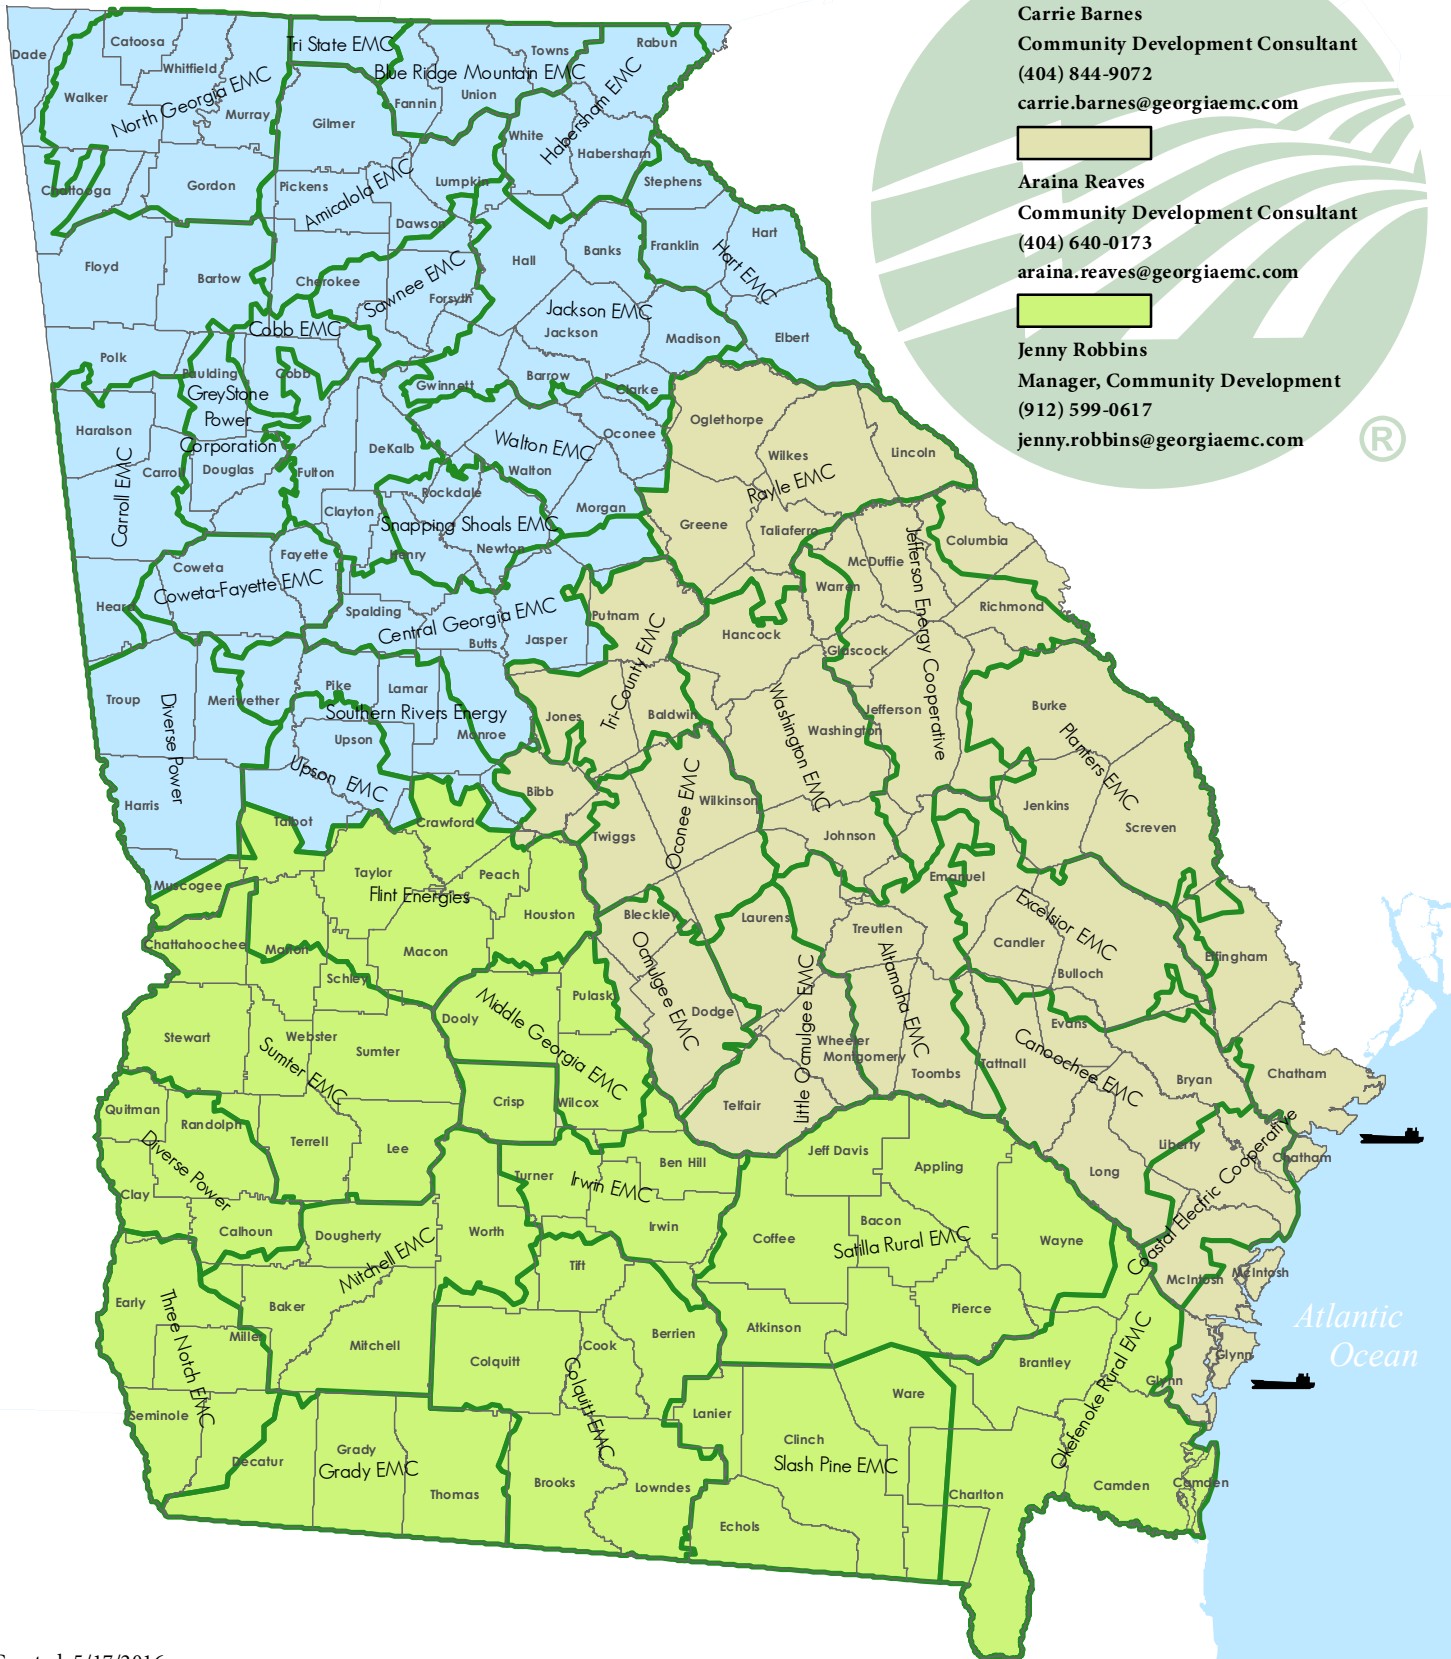 Carrie Barnes
Community Development Consultant
(404) 844-9072
carrie.barnes@georgiaemc.com
Araina Reaves
Community Development Consultant
(404) 640-0173
araina.reaves@georgiaemc.com
Jenny Robbins
Manager, Community Development
(912) 599-0617
jenny.robbins@georgiaemc.com
®
Dade
Catoosa
Whitfield
Walker
North Georgia EMC
Murray
Tri State EMC
Blue Ridge Mountain EMC
Towns
Rabun
Union
Fannin
Gilmer
White
Habersham EMC
Habersham
Chattooga
Gordon
Pickens
Amicalola EMC
Lumpkin
Stephens
Dawson
Floyd
Bartow
Cherokee
Sawnee EMC
Forsyth
Hall
Banks
Franklin
Hart
Hart EMC
Jackson EMC
Jackson
Madison
Elbert
Cobb EMC
Polk
Paulding
Cobb
Gwinnett
Barrow
Clarke
GreyStone
Power
Corporation
Haralson
Carroll
Carroll EMC
Douglas
Fulton
DeKalb
Walton EMC
Walton
Oconee
Oglethorpe
Wilkes
Lincoln
Rayle EMC
Rockdale
Clayton
Snapping Shoals EMC
Morgan
Greene
Taliaferro
Henry
Newton
Fayette
Coweta
Coweta-Fayette EMC
Heard
Spalding
Central Georgia EMC
Butts
Jasper
Putnam
Hancock
Warren
McDuffie
Columbia
Jefferson Energy Cooperative
Richmond
Glascock
Tri-County EMC
Troup
Diverse Power
Meriwether
Pike
Lamar
Southern Rivers Energy
Upson
Monroe
Jones
Baldwin
Washington EMC
Washington
Jefferson
Burke
Planters EMC
Upson EMC
Harris
Talbot
Crawford
Bibb
Twiggs
Oconee EMC
Wilkinson
Johnson
Jenkins
Screven
Muscogee
Taylor
Flint Energies
Peach
Houston
Bleckley
Laurens
Emanuel
Treutlen
Excelsior EMC
Candler
Bulloch
Effingham
Chattahoochee
Marion
Macon
Schley
Ocmulgee EMC
Dodge
Little Ocmulgee EMC
Altamaha EMC
Stewart
Webster
Sumter EMC
Sumter
Dooly
Middle Georgia EMC
Pulaski
Wheeler
Montgomery
Toombs
Tattnall
Evans
Canoochee EMC
Bryan
Chatham
Quitman
Randolph
Terrell
Lee
Crisp
Wilcox
Telfair
Diverse Power
Clay
Calhoun
Dougherty
Turner
Irwin EMC
Ben Hill
Irwin
Jeff Davis
Appling
Long
Liberty
Chatham
Coastal Electric Cooperative
Worth
Mitchell EMC
Coffee
Bacon
Satilla Rural EMC
Wayne
McIntosh
McIntosh
Early
Three Notch EMC
Baker
Miller
Mitchell
Tift
Berrien
Cook
Colquitt
Colquitt EMC
Atkinson
Pierce
Brantley
Okefenoke Rural EMC
Glynn
Glynn
Atlantic
Ocean
Seminole
Decatur
Grady
Grady EMC
Thomas
Brooks
Lowndes
Lanier
Clinch
Slash Pine EMC
Ware
Echols
Charlton
Camden
Camden